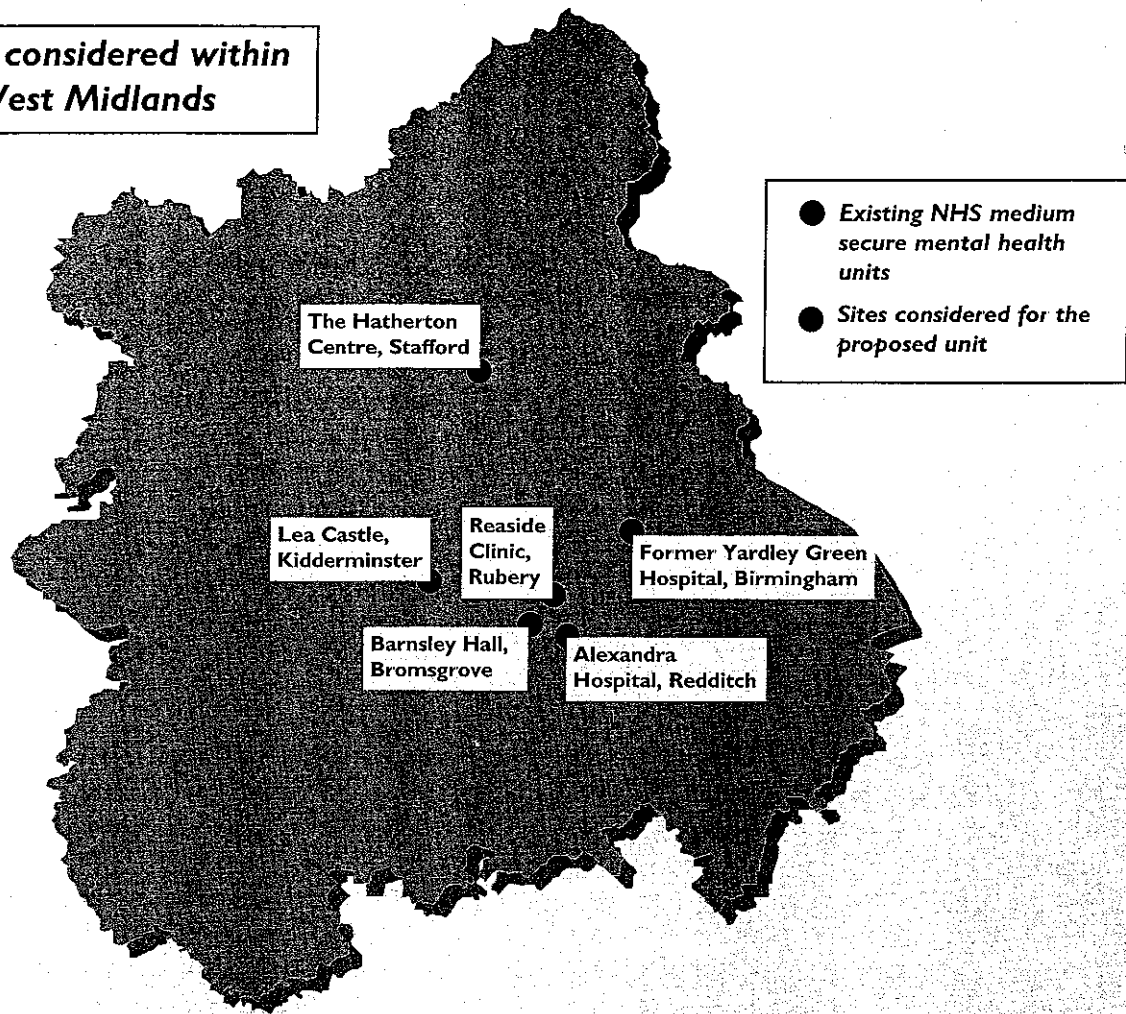 considered within
West Midlands
Existing NHS medium
secure mental health
units
Sites considered for the
proposed unit
The Hatherton
Centre, Stafford
Lea Castle,
Kidderminster
Reaside
Clinic,
Rubery
Former Yardley Green
Hospital, Birmingham
Barnsley Hall,
Bromsgrove
Alexandra
Hospital, Redditch